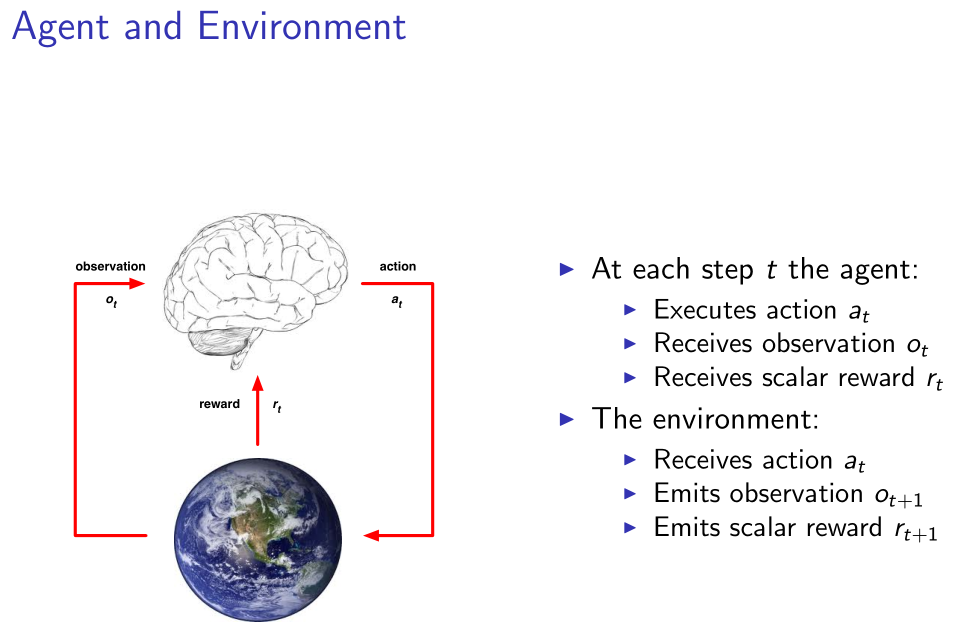 Agent and Environment
observation
o_t
action
a_t
reward
r_t
▶ At each step t the agent:
▶ Executes action a_t
▶ Receives observation o_t
▶ Receives scalar reward r_t
▶ The environment:
▶ Receives action a_t
▶ Emits observation o_{t+1}
▶ Emits scalar reward r_{t+1}